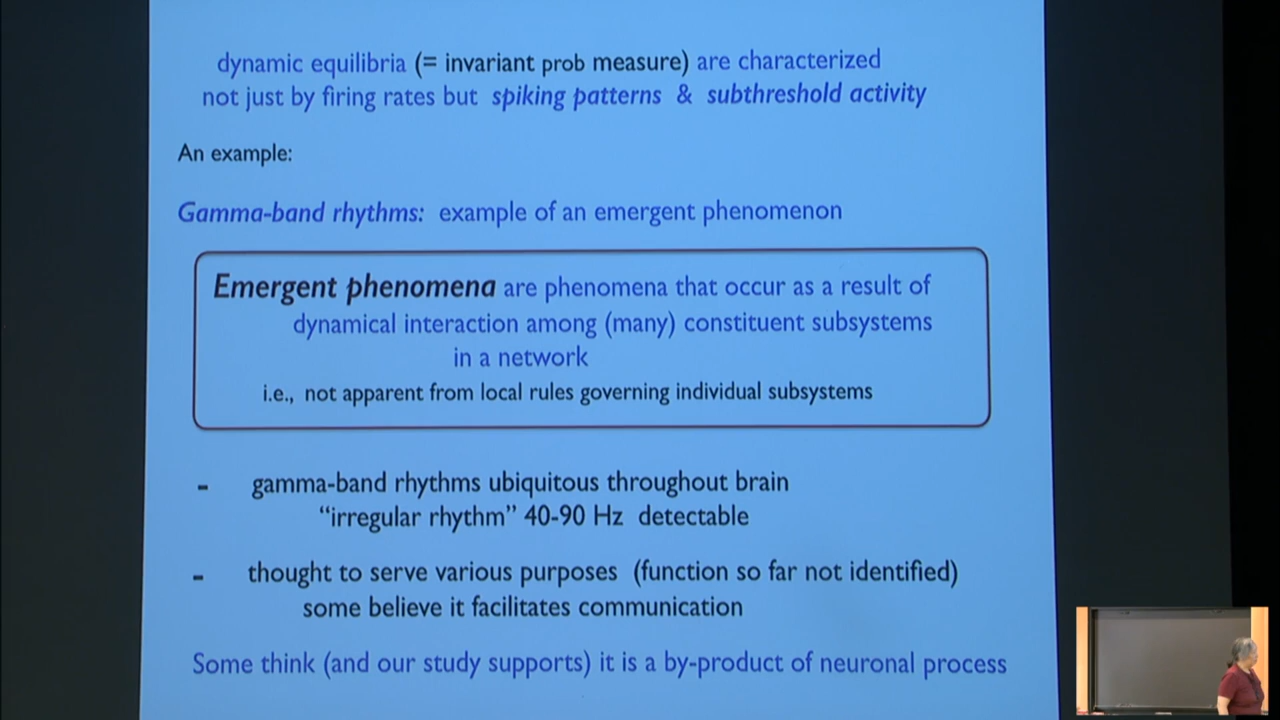 dynamic equilibria (= invariant prob measure) are characterized
not just by firing rates but spiking patterns & subthreshold activity
An example:
Gamma-band rhythms: example of an emergent phenomenon
Emergent phenomena are phenomena that occur as a result of
dynamical interaction among (many) constituent subsystems
in a network
i.e., not apparent from local rules governing individual subsystems
- gamma-band rhythms ubiquitous throughout brain
“irregular rhythm” 40-90 Hz detectable
- thought to serve various purposes (function so far not identified)
some believe it facilitates communication
Some think (and our study supports) it is a by-product of neuronal process